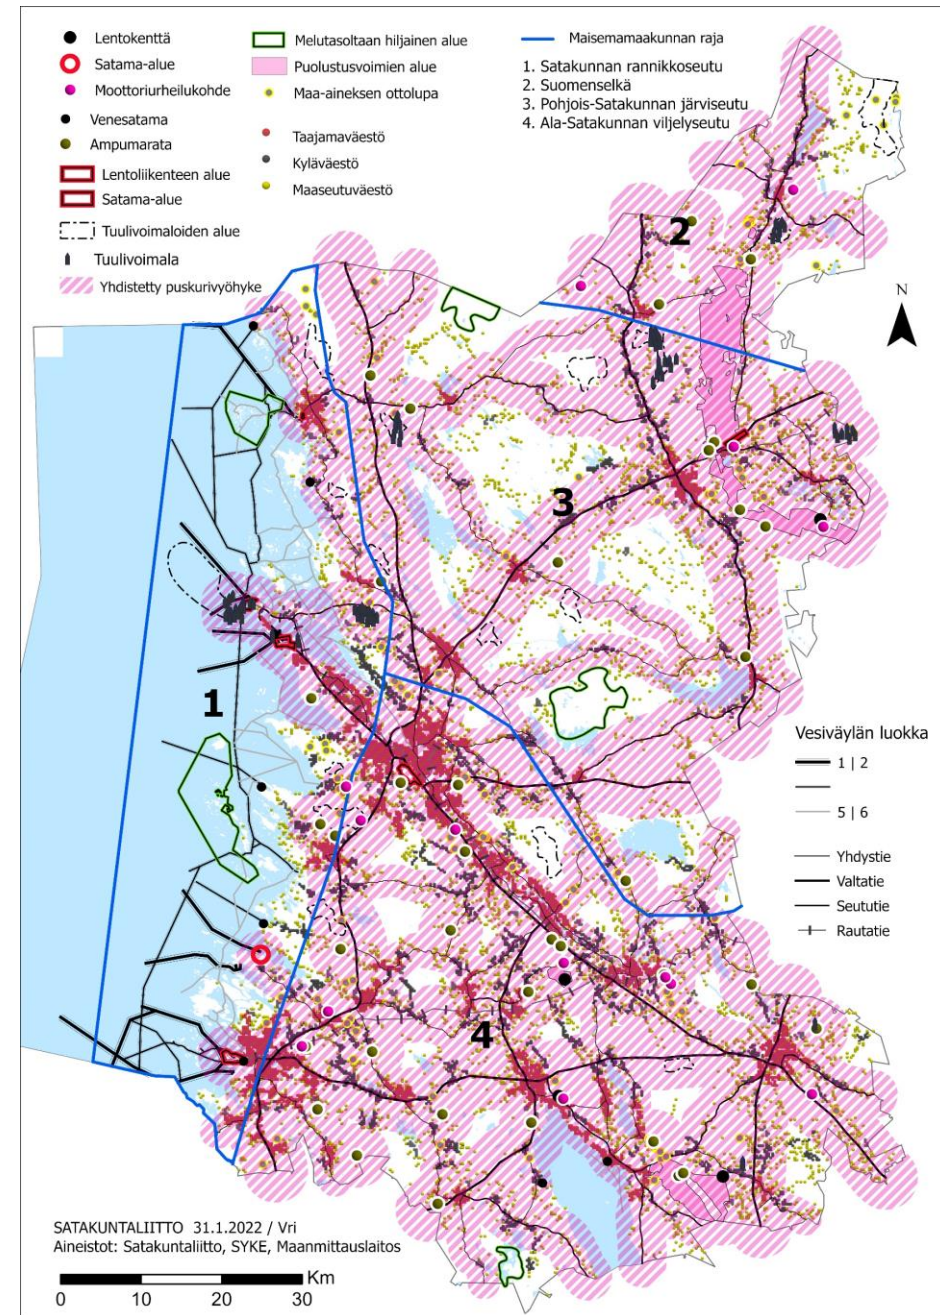 Lentokenttä
Satama-alue
Moottoriurheilukohde
Venesatama
Ampumarata
Lentoliikenteen alue
Satama-alue
Tuulivoimaloiden alue
Tuulivoimala
Yhdistetty puskurivyöhyke
Melutasoltaan hiljainen alue
Puolustusvoimien alue
Maa-aineksen ottolupa
Taajamaväestö
Kyläväestö
Maaseutuväestö
Maisemamaakunnan raja
1. Satakunnan rannikkoseutu
2. Suomenselkä
3. Pohjois-Satakunnan järviseutu
4. Ala-Satakunnan viljelyseutu
2
N
3
1
4
Vesiväylän luokka
1 | 2
5 | 6
Yhdystie
Valtatie
Seututie
Rautatie
SATAKUNTALIITTO 31.1.2022 / Vri
Aineistot: Satakuntaliitto, SYKE, Maanmittauslaitos
Km
0 10 20 30